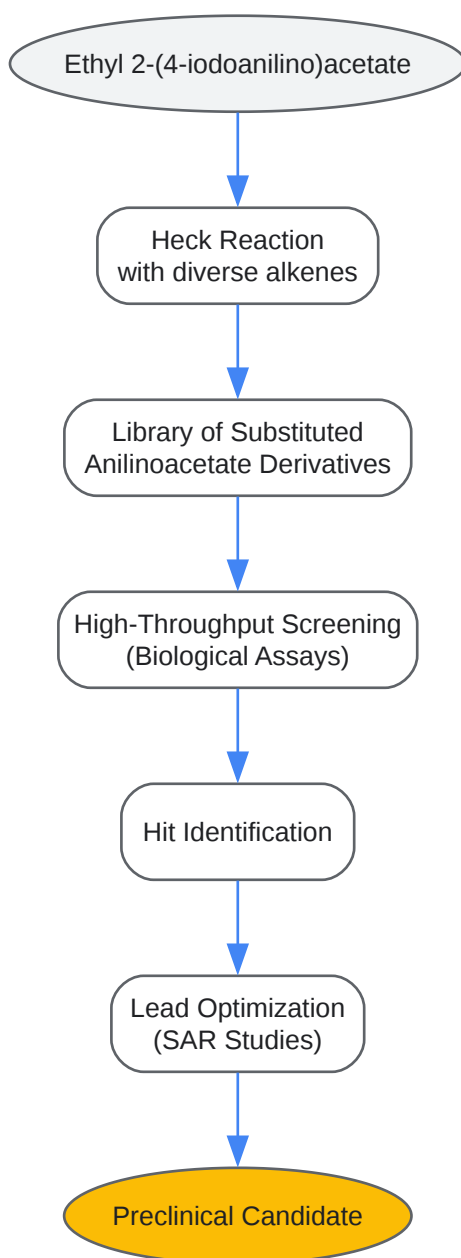 Ethyl 2-(4-iodoanilino)acetate
Heck Reaction
with diverse alkenes
Library of Substituted
Anilinoacetate Derivatives
High-Throughput Screening
(Biological Assays)
Hit Identification
Lead Optimization
(SAR Studies)
Preclinical Candidate